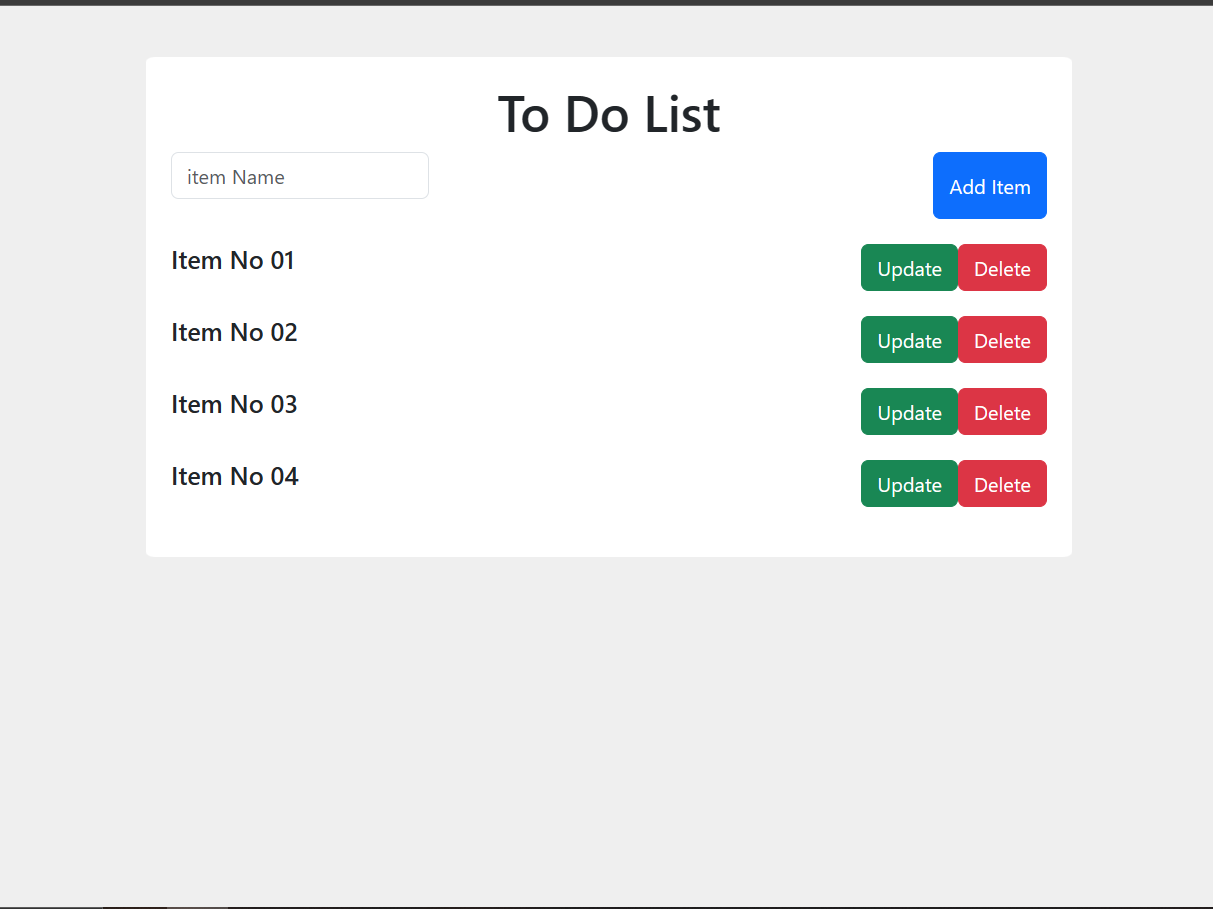 To Do List
item Name Add Item
Item No 01 Update Delete
Item No 02 Update Delete
Item No 03 Update Delete
Item No 04 Update Delete